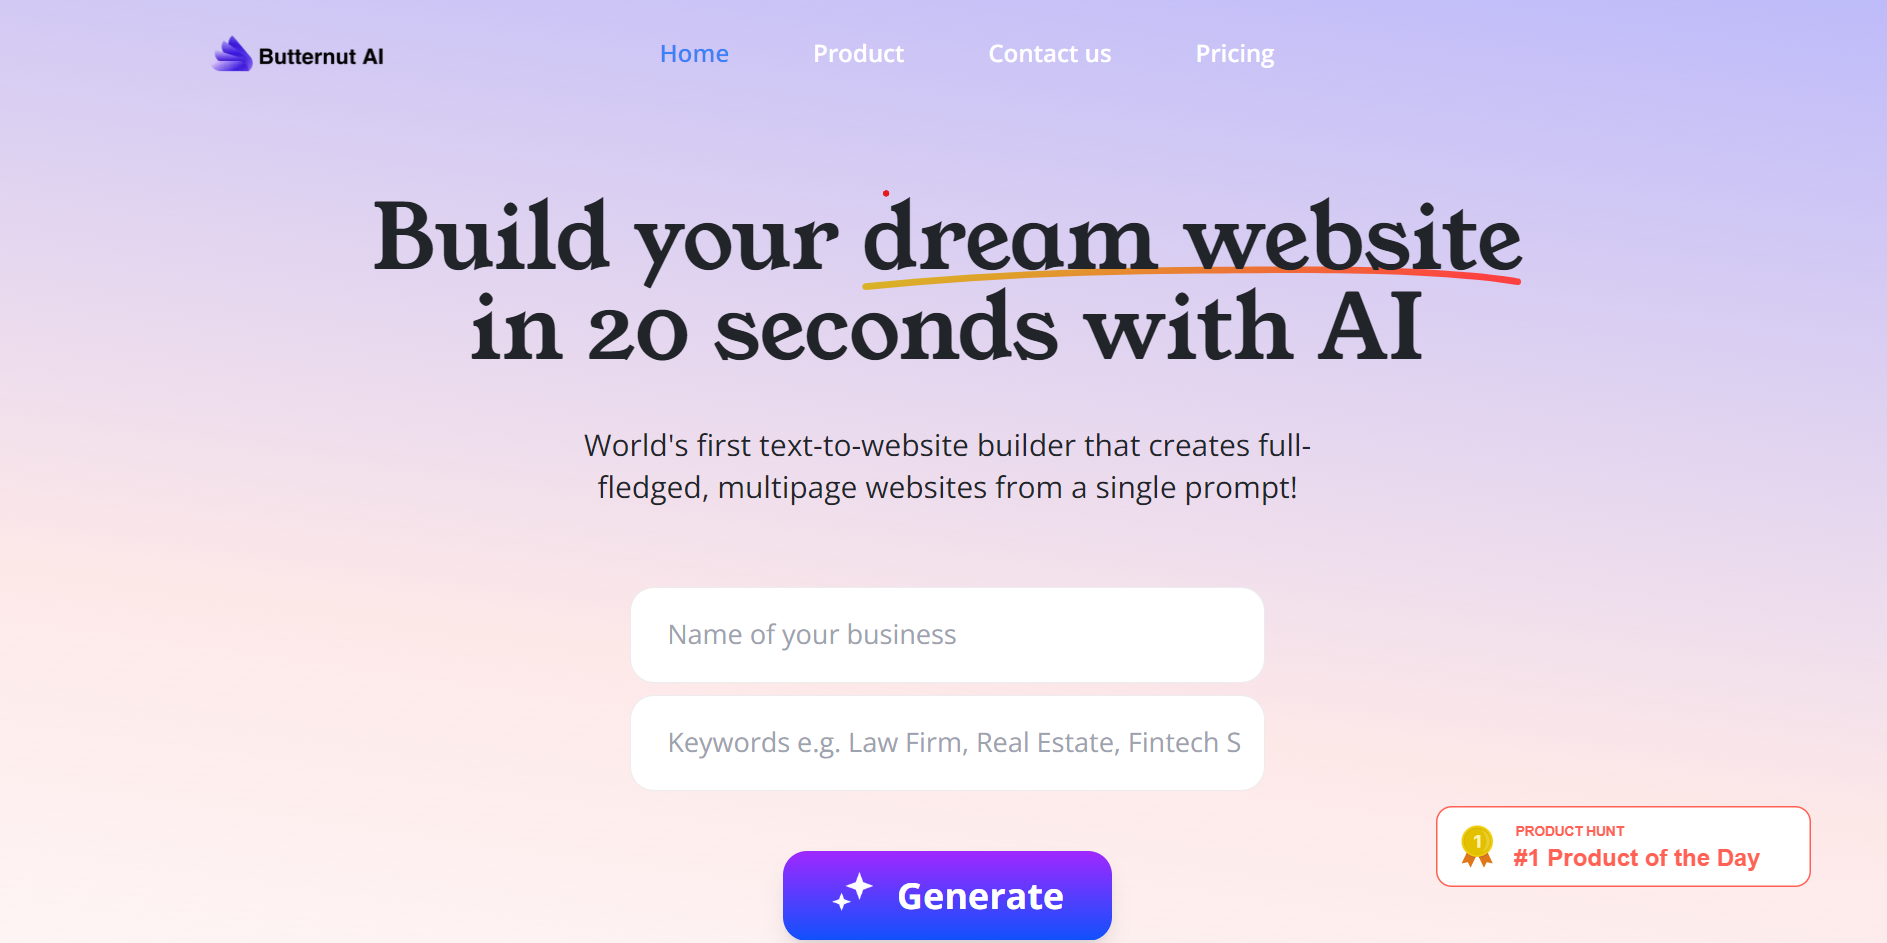 Butternut AI
Home
Product
Contact us
Pricing
Build your dream website
in 20 seconds with AI
World's first text-to-website builder that creates full-
fledged, multipage websites from a single prompt!
Name of your business
Keywords e.g. Law Firm, Real Estate, Fintech S
Generate
1
PRODUCT HUNT
#1 Product of the Day